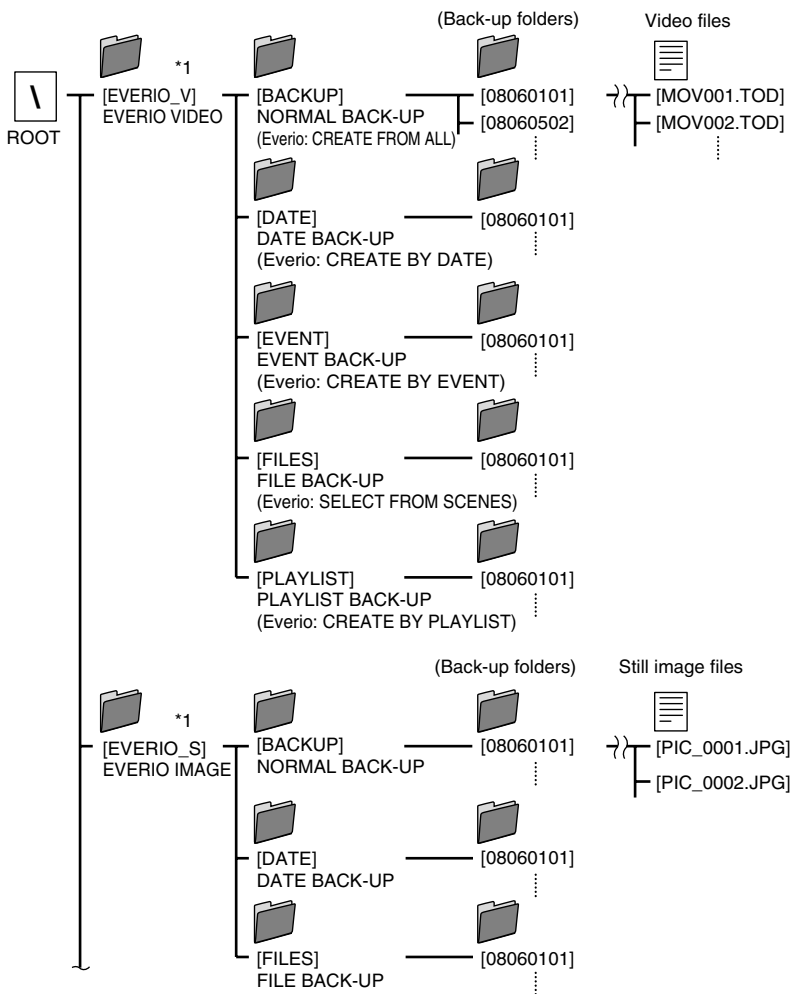 (Back-up folders) Video files
*1
\ [EVERIO_V] [BACKUP] [08060101] [MOV001.TOD]
EVERIO VIDEO NORMAL BACK-UP [08060502] [MOV002.TOD]
ROOT (Everio: CREATE FROM ALL)
[DATE] [08060101]
DATE BACK-UP
(Everio: CREATE BY DATE)
[EVENT] [08060101]
EVENT BACK-UP
(Everio: CREATE BY EVENT)
[FILES] [08060101]
FILE BACK-UP
(Everio: SELECT FROM SCENES)
[PLAYLIST] [08060101]
PLAYLIST BACK-UP
(Everio: CREATE BY PLAYLIST)
(Back-up folders) Still image files
*1
[EVERIO_S] [BACKUP] [08060101] [PIC_0001.JPG]
EVERIO IMAGE NORMAL BACK-UP [PIC_0002.JPG]
[DATE] [08060101]
DATE BACK-UP
[FILES] [08060101]
FILE BACK-UP